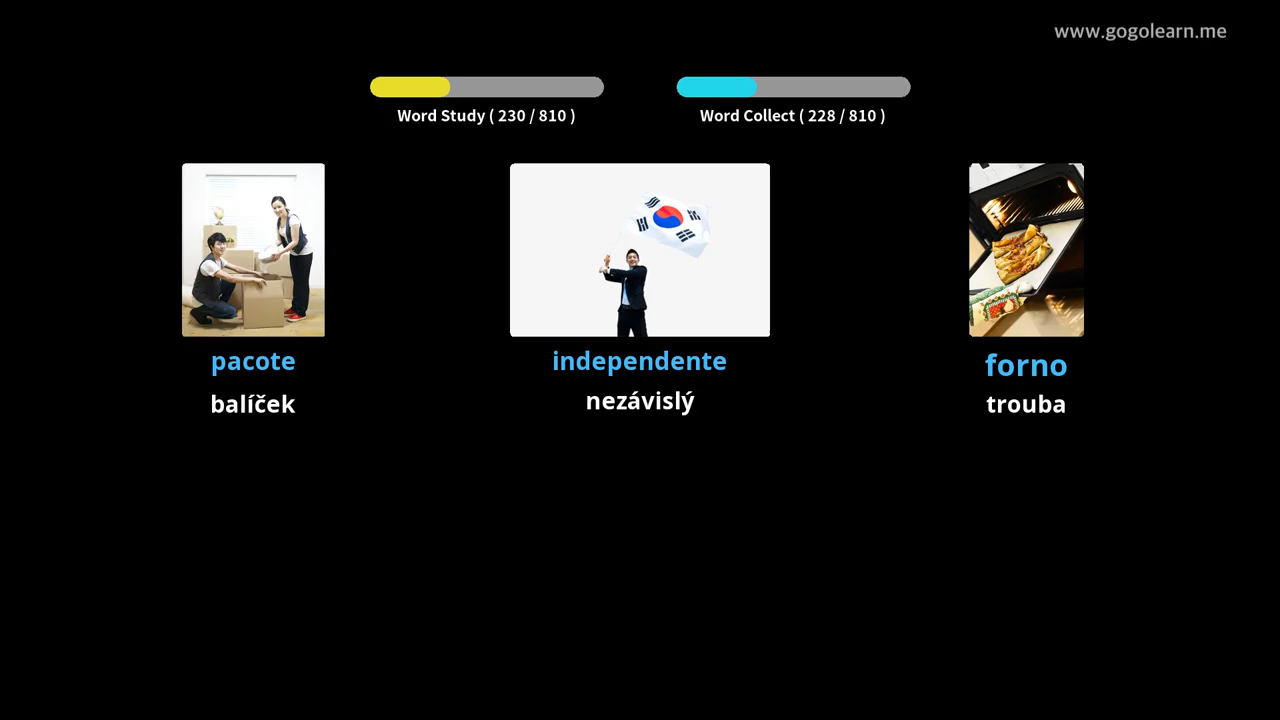 www.gogolearn.me
Word Study ( 230 / 810 )
Word Collect ( 228 / 810 )
pacote
independente
forno
balíček
nezávislý
trouba